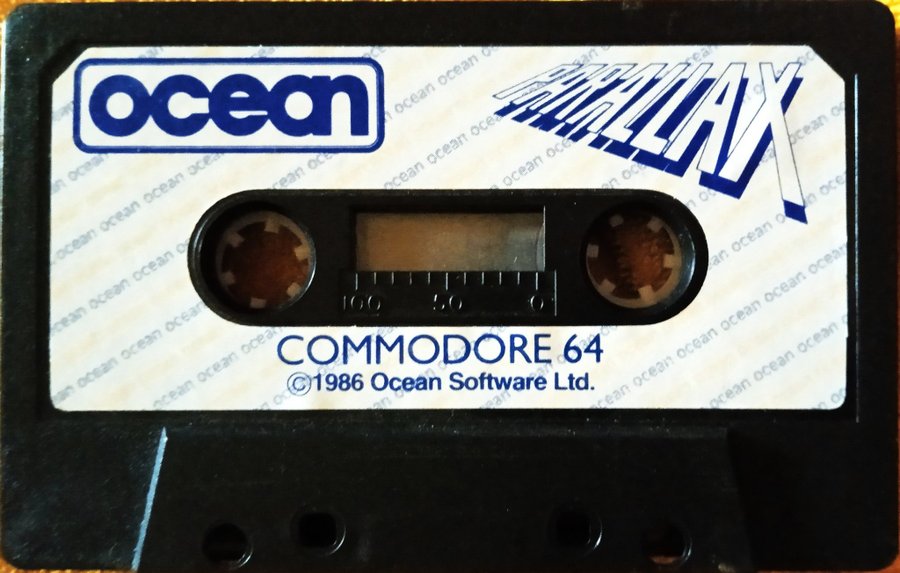 ocean
PARALLAX
100 50 0
COMMODORE 64
©1986 Ocean Software Ltd.